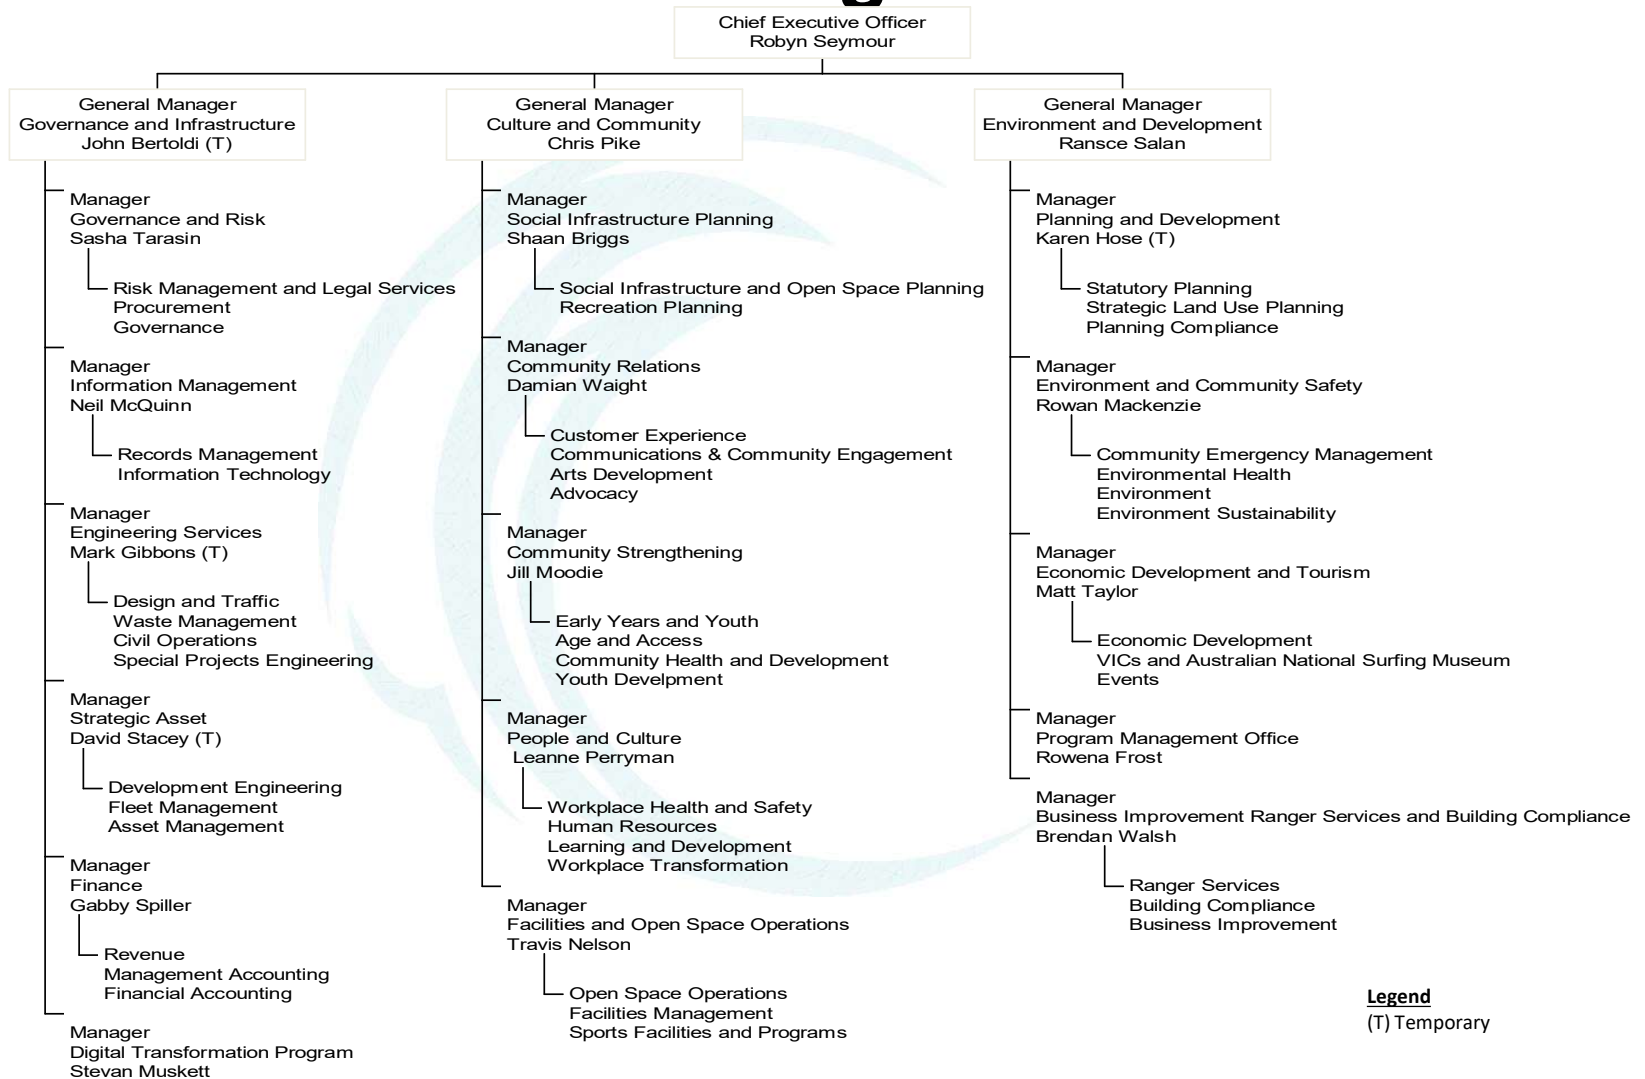 Chief Executive Officer
Robyn Seymour
General Manager
Governance and Infrastructure
John Bertoldi (T)
Manager
Governance and Risk
Sasha Tarasin
Risk Management and Legal Services
Procurement
Governance
Manager
Information Management
Neil McQuinn
Records Management
Information Technology
Manager
Engineering Services
Mark Gibbons (T)
Design and Traffic
Waste Management
Civil Operations
Special Projects Engineering
Manager
Strategic Asset
David Stacey (T)
Development Engineering
Fleet Management
Asset Management
Manager
Finance
Gabby Spiller
Revenue
Management Accounting
Financial Accounting
Manager
Digital Transformation Program
Stevan Muskett
General Manager
Culture and Community
Chris Pike
Manager
Social Infrastructure Planning
Shaan Briggs
Social Infrastructure and Open Space Planning
Recreation Planning
Manager
Community Relations
Damian Waight
Customer Experience
Communications & Community Engagement
Arts Development
Advocacy
Manager
Community Strengthening
Jill Moodie
Early Years and Youth
Age and Access
Community Health and Development
Youth Develpment
Manager
People and Culture
Leanne Perryman
Workplace Health and Safety
Human Resources
Learning and Development
Workplace Transformation
Manager
Facilities and Open Space Operations
Travis Nelson
Open Space Operations
Facilities Management
Sports Facilities and Programs
General Manager
Environment and Development
Ransce Salan
Manager
Planning and Development
Karen Hose (T)
Statutory Planning
Strategic Land Use Planning
Planning Compliance
Manager
Environment and Community Safety
Rowan Mackenzie
Community Emergency Management
Environmental Health
Environment
Environment Sustainability
Manager
Economic Development and Tourism
Matt Taylor
Economic Development
VICs and Australian National Surfing Museum
Events
Manager
Program Management Office
Rowena Frost
Manager
Business Improvement Ranger Services and Building Compliance
Brendan Walsh
Ranger Services
Building Compliance
Business Improvement
Legend
(T) Temporary